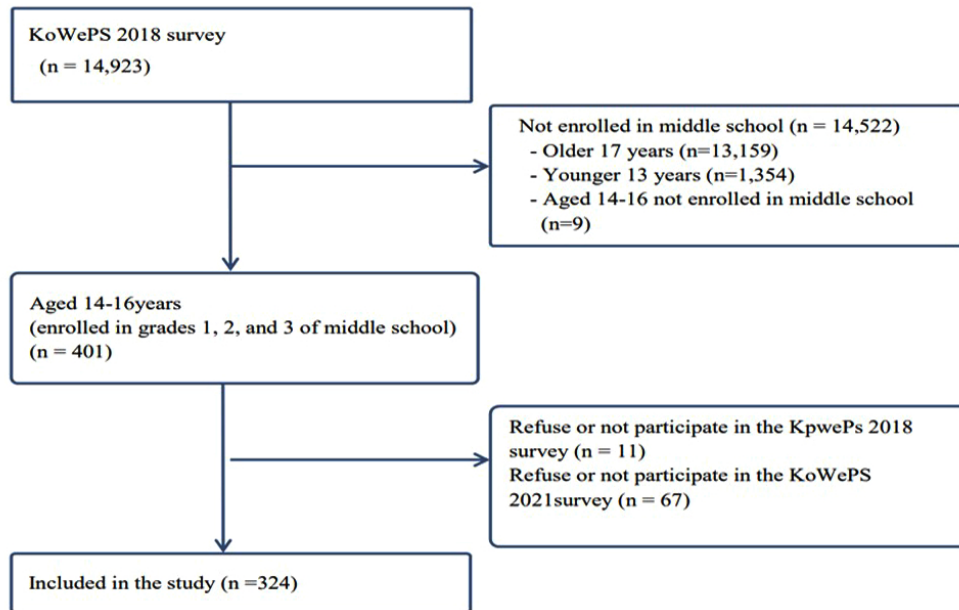 KoWePS 2018 survey
(n = 14,923)
Not enrolled in middle school (n = 14,522)
- Older 17 years (n=13,159)
- Younger 13 years (n=1,354)
- Aged 14-16 not enrolled in middle school
(n=9)
Aged 14-16years
(enrolled in grades 1, 2, and 3 of middle school)
(n = 401)
Refuse or not participate in the KpwePs 2018
survey (n = 11)
Refuse or not participate in the KoWePS
2021survey (n = 67)
Included in the study (n =324)